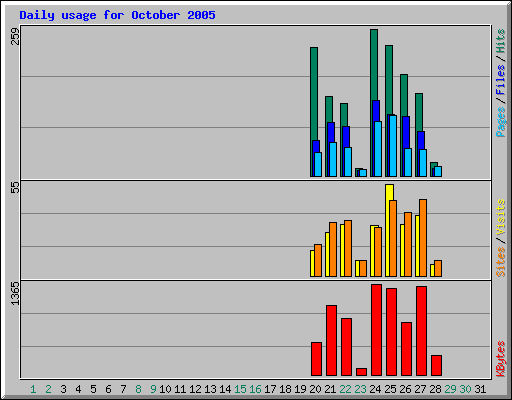 Daily usage for October 2005
259
Pages/Files/Hits
55
Sites/Visits
1365
KBytes
1 2 3 4 5 6 7 8 9 10 11 12 13 14 15 16 17 18 19 20 21 22 23 24 25 26 27 28 29 30 31